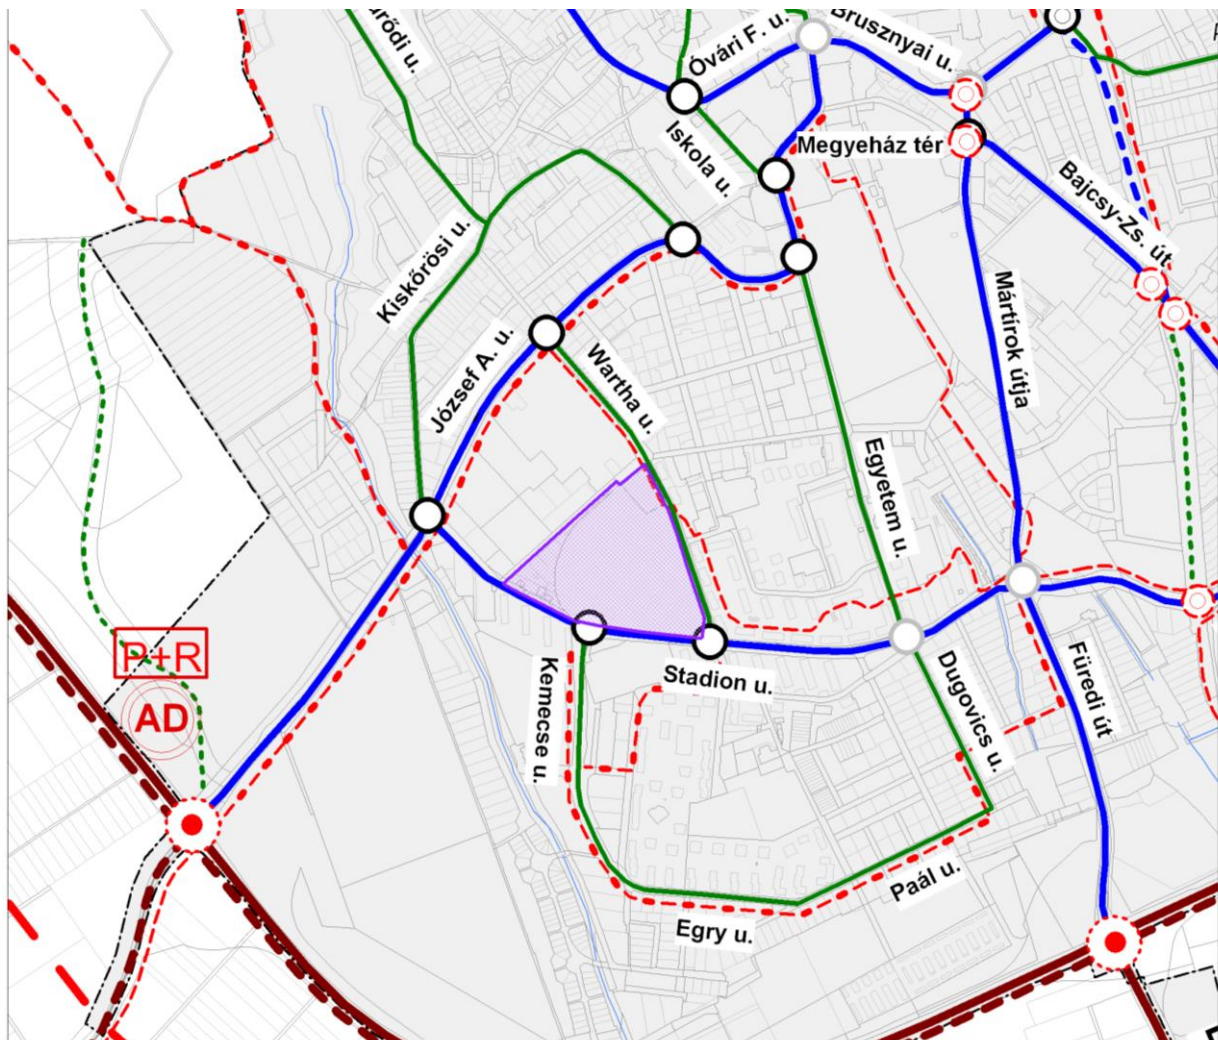 Óvári F. u.
Brusznyai u.
Iskola u.
Megyeház tér
Bajcsy-Zs. út
Kiskőrösi u.
József A. u.
Wartha u.
Mártírok útja
Egyetem u.
P+R
AD
Kemecse u.
Stadion u.
Dugovics u.
Füredi út
Paál u.
Egry u.